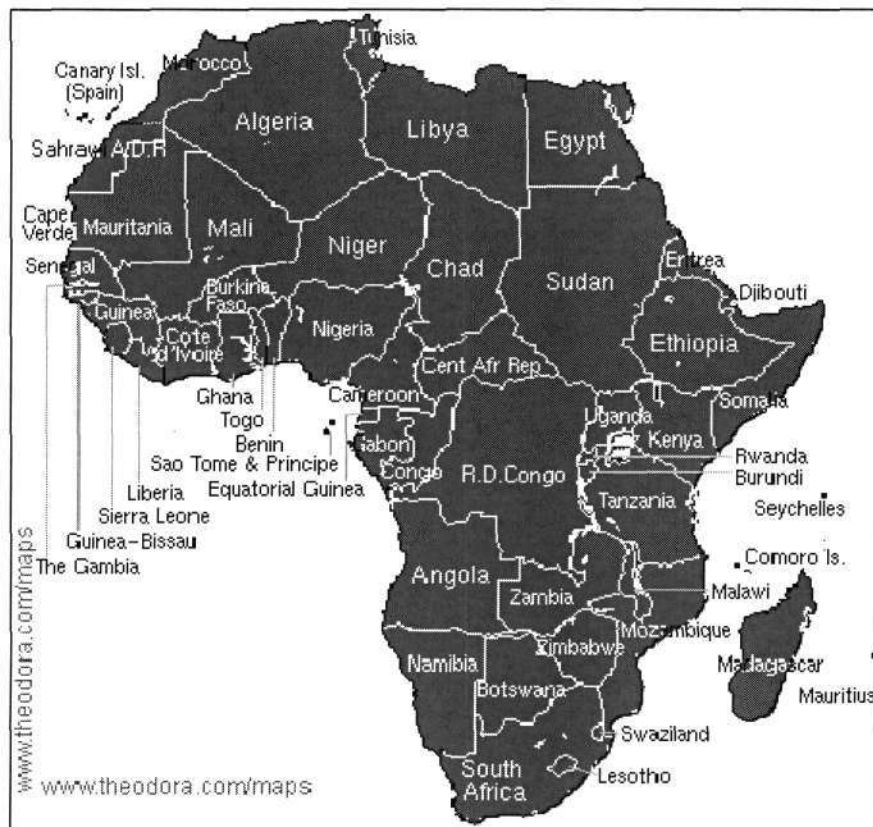 Tunisia
Morocco
Canary Isl.
(Spain)
Algeria
Libya
Egypt
Sahrawi A.D.R
Cape
Verde
Mauritania
Mali
Niger
Chad
Sudan
Eritrea
Senegal
Djibouti
Burkina
Faso
Guinea
Nigeria
Cote
d'Ivoire
Ethiopia
Cent Afr Rep
Ghana
Cameroon
Somalia
Togo
Uganda
Benin
Gabon
Kenya
Sao Tome & Principe
Congo
Rwanda
Equatorial Guinea
R.D.Congo
Burundi
Liberia
Tanzania
Seychelles
Sierra Leone
Guinea-Bissau
The Gambia
Comoro Is.
Angola
Malawi
Zambia
Mozambique
Zimbabwe
Namibia
Madagascar
Botswana
Mauritius
Swaziland
South
Africa
Lesotho
www.theodora.com/maps
www.theodora.com/maps